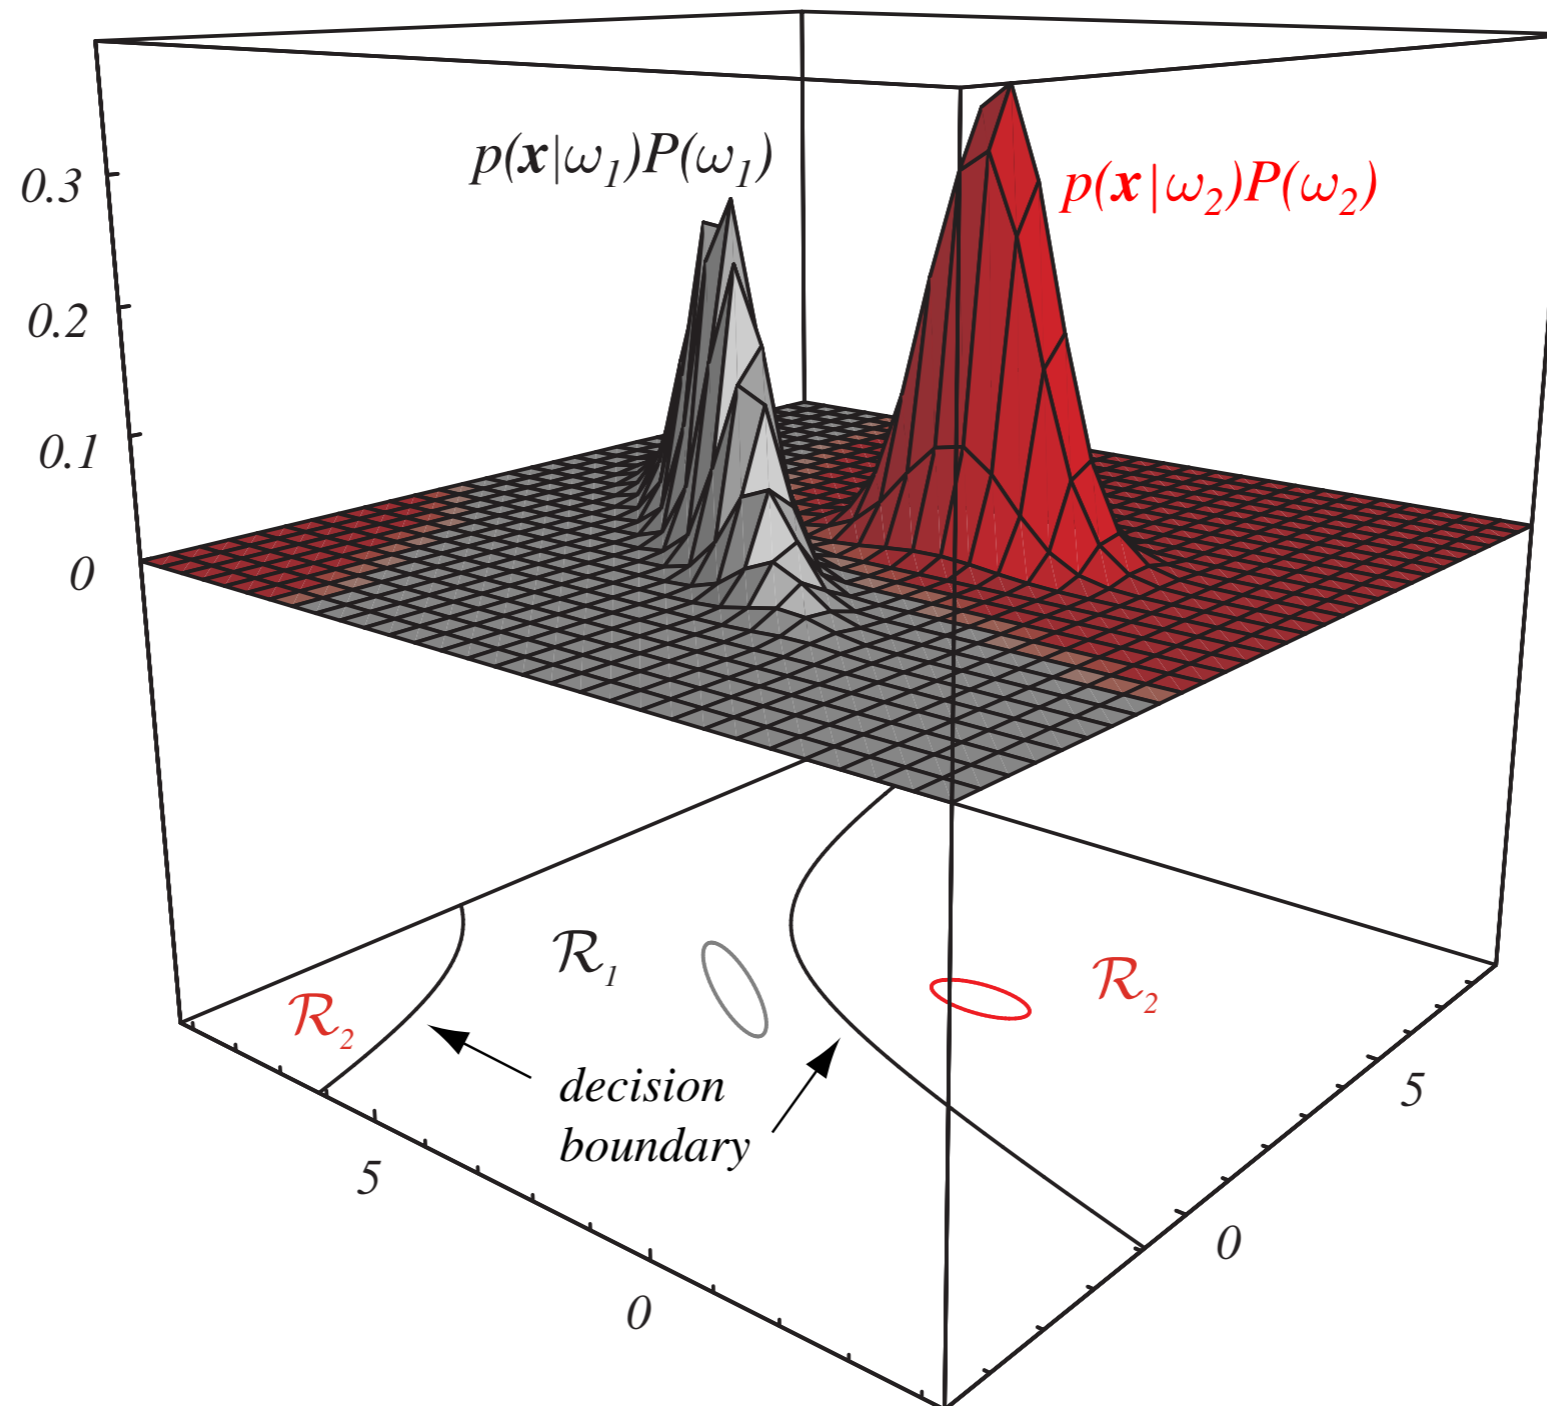 p(x|ω₁)P(ω₁)
p(x|ω₂)P(ω₂)
0.3
0.2
0.1
0
R₁
R₂
R₂
decision
boundary
5
0
5
0